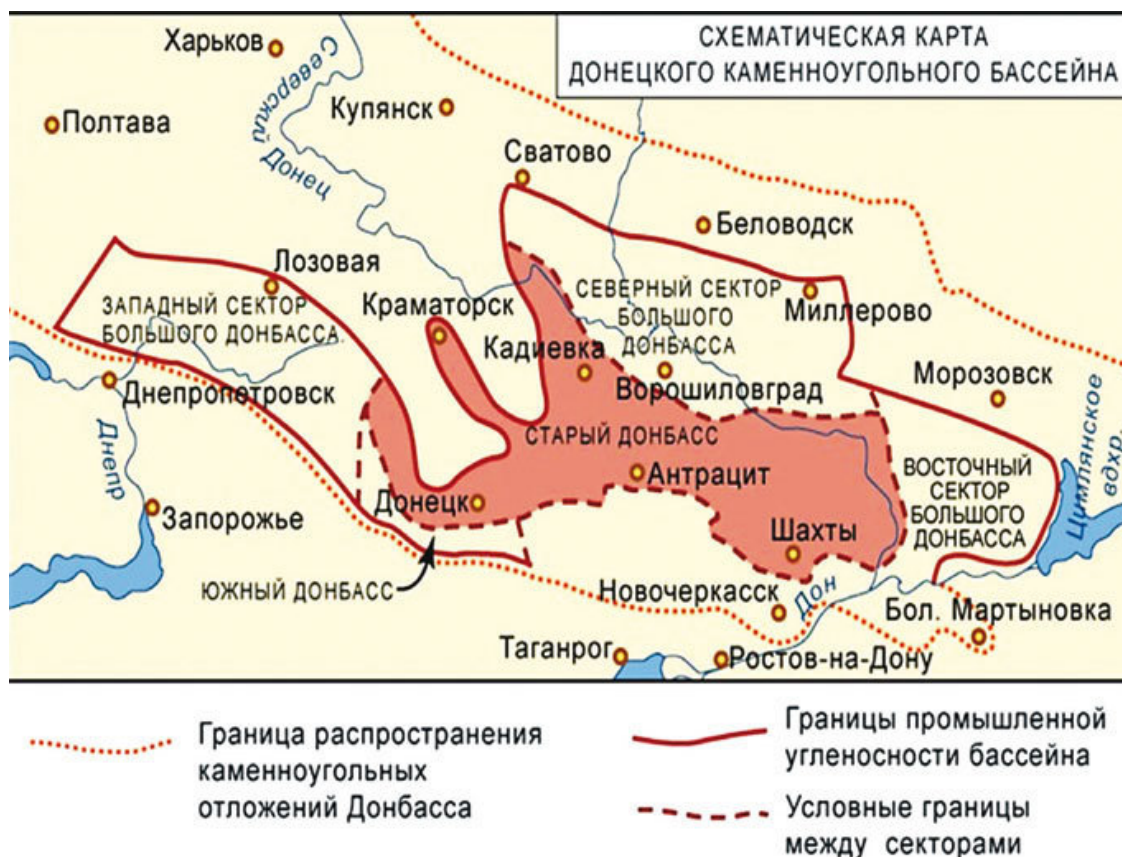 СХЕМАТИЧЕСКАЯ КАРТА
ДОНЕЦКОГО КАМЕННОУГОЛЬНОГО БАССЕЙНА
Харьков
Северский
Донец
Купянск
Полтава
Сватово
Беловодск
Лозовая
ЗАПАДНЫЙ СЕКТОР
БОЛЬШОГО ДОНБАССА
Краматорск
СЕВЕРНЫЙ СЕКТОР
БОЛЬШОГО
ДОНБАССА
Миллерово
Кадиевка
Днепропетровск
Ворошиловград
Морозовск
Днепр
СТАРЫЙ ДОНБАСС
Антрацит
ВОСТОЧНЫЙ
СЕКТОР
БОЛЬШОГО
ДОНБАССА
Цимлянское
вдхр.
Донецк
Запорожье
Шахты
ЮЖНЫЙ ДОНБАСС
Новочеркасск
Дон
Бол. Мартыновка
Таганрог
Ростов-на-Дону
Граница распространения
каменноугольных
отложений Донбасса
Границы промышленной
угленосности бассейна
Условные границы
между секторами